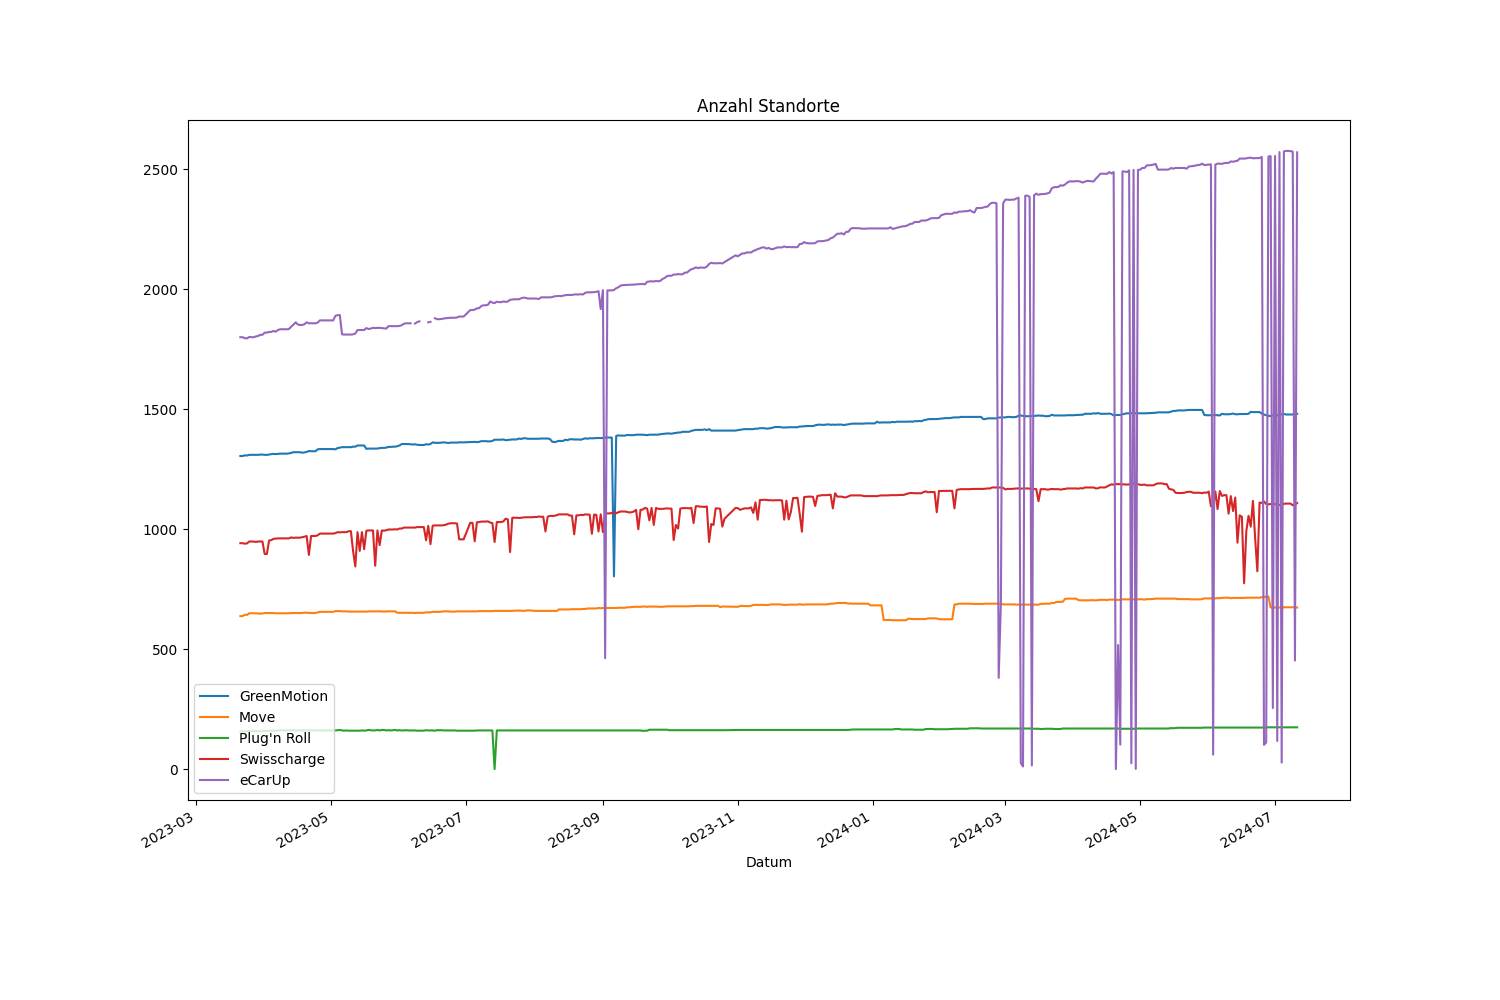 Anzahl Standorte
2500
2000
1500
1000
500
0
GreenMotion
Move
Plug'n Roll
Swisscharge
eCarUp
2023-03
2023-05
2023-07
2023-09
2023-11
2024-01
2024-03
2024-05
2024-07
Datum